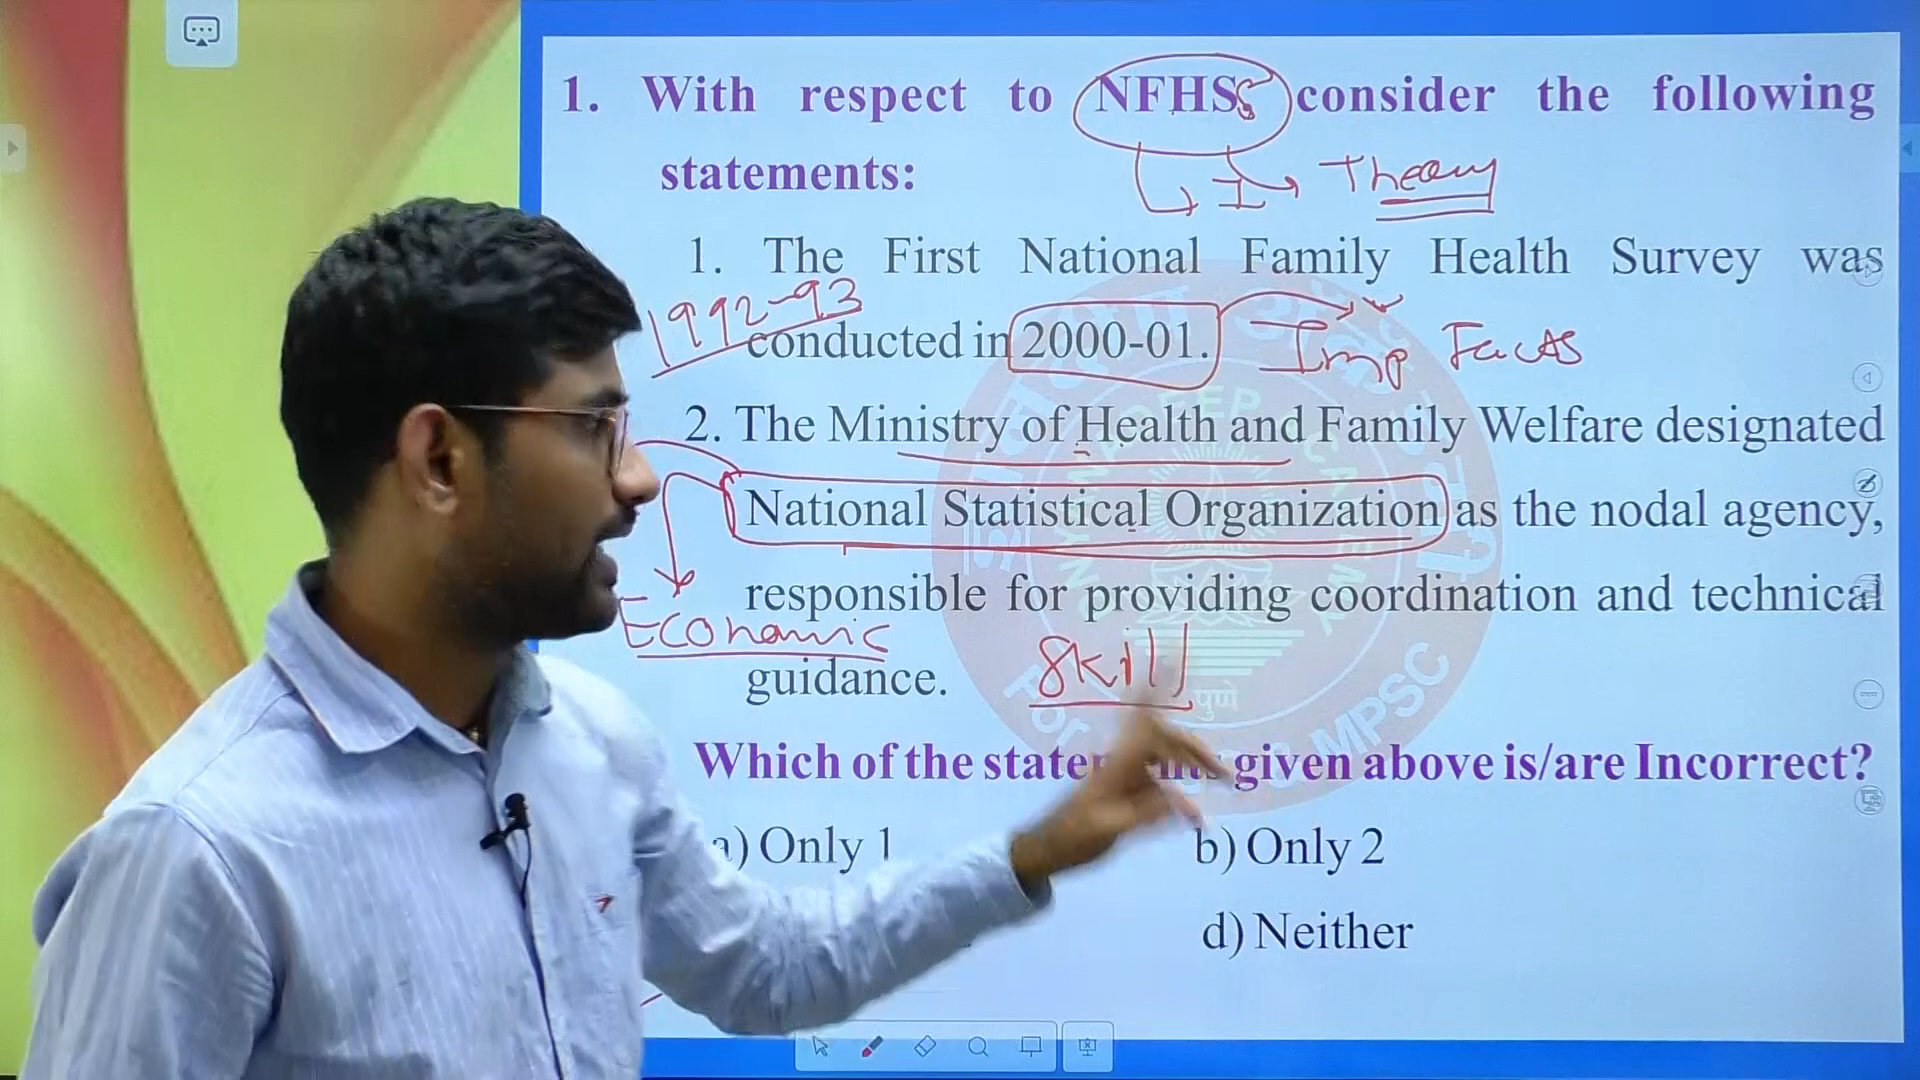 1. With respect to NFHS5 consider the following
statements:
I → Theory
1. The First National Family Health Survey was
1992-93
conducted in 2000-01.
Imp Facts
2. The Ministry of Health and Family Welfare designated
National Statistical Organization as the nodal agency,
responsible for providing coordination and technical
Economic
guidance.
Skill
Which of the statements given above is/are Incorrect?
a) Only 1
b) Only 2
d) Neither
पुणे
MPSC